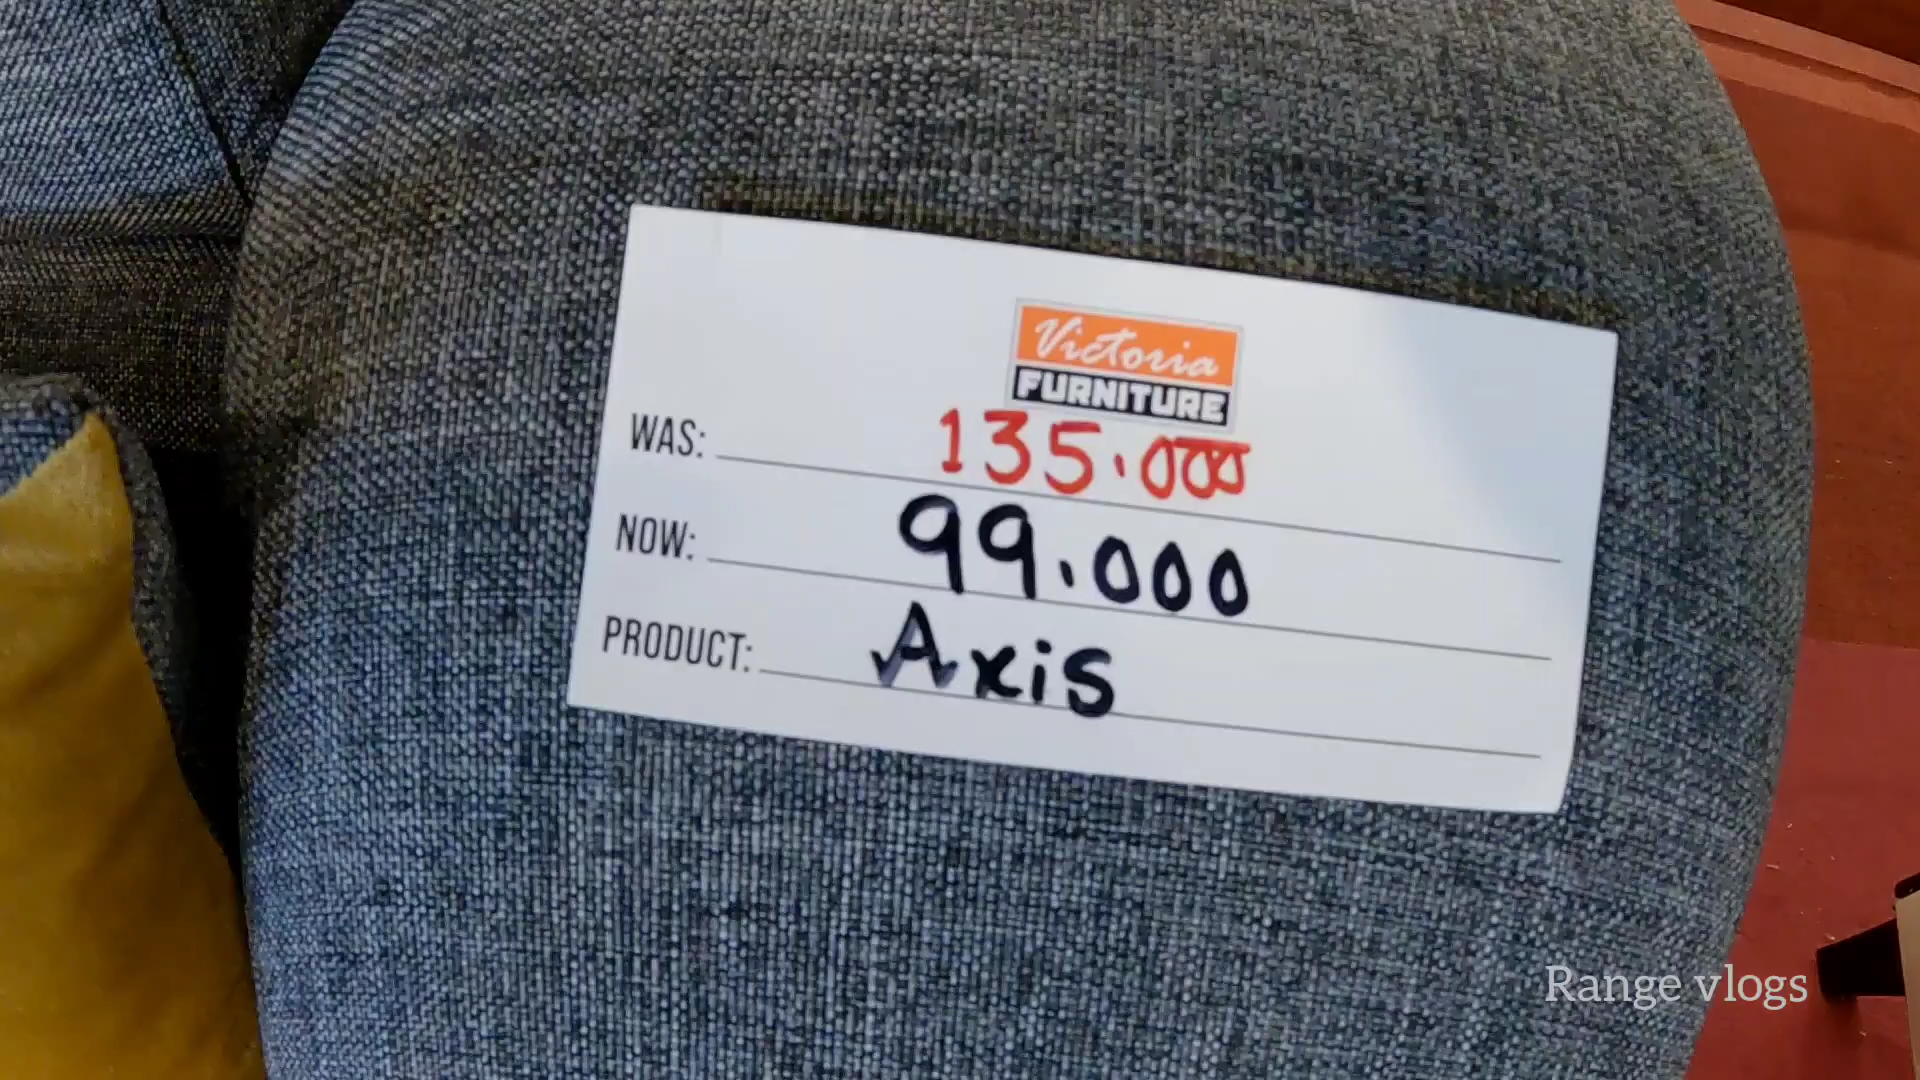 Victoria
FURNITURE
WAS: 135.000
NOW: 99.000
PRODUCT: Axis
Range vlogs